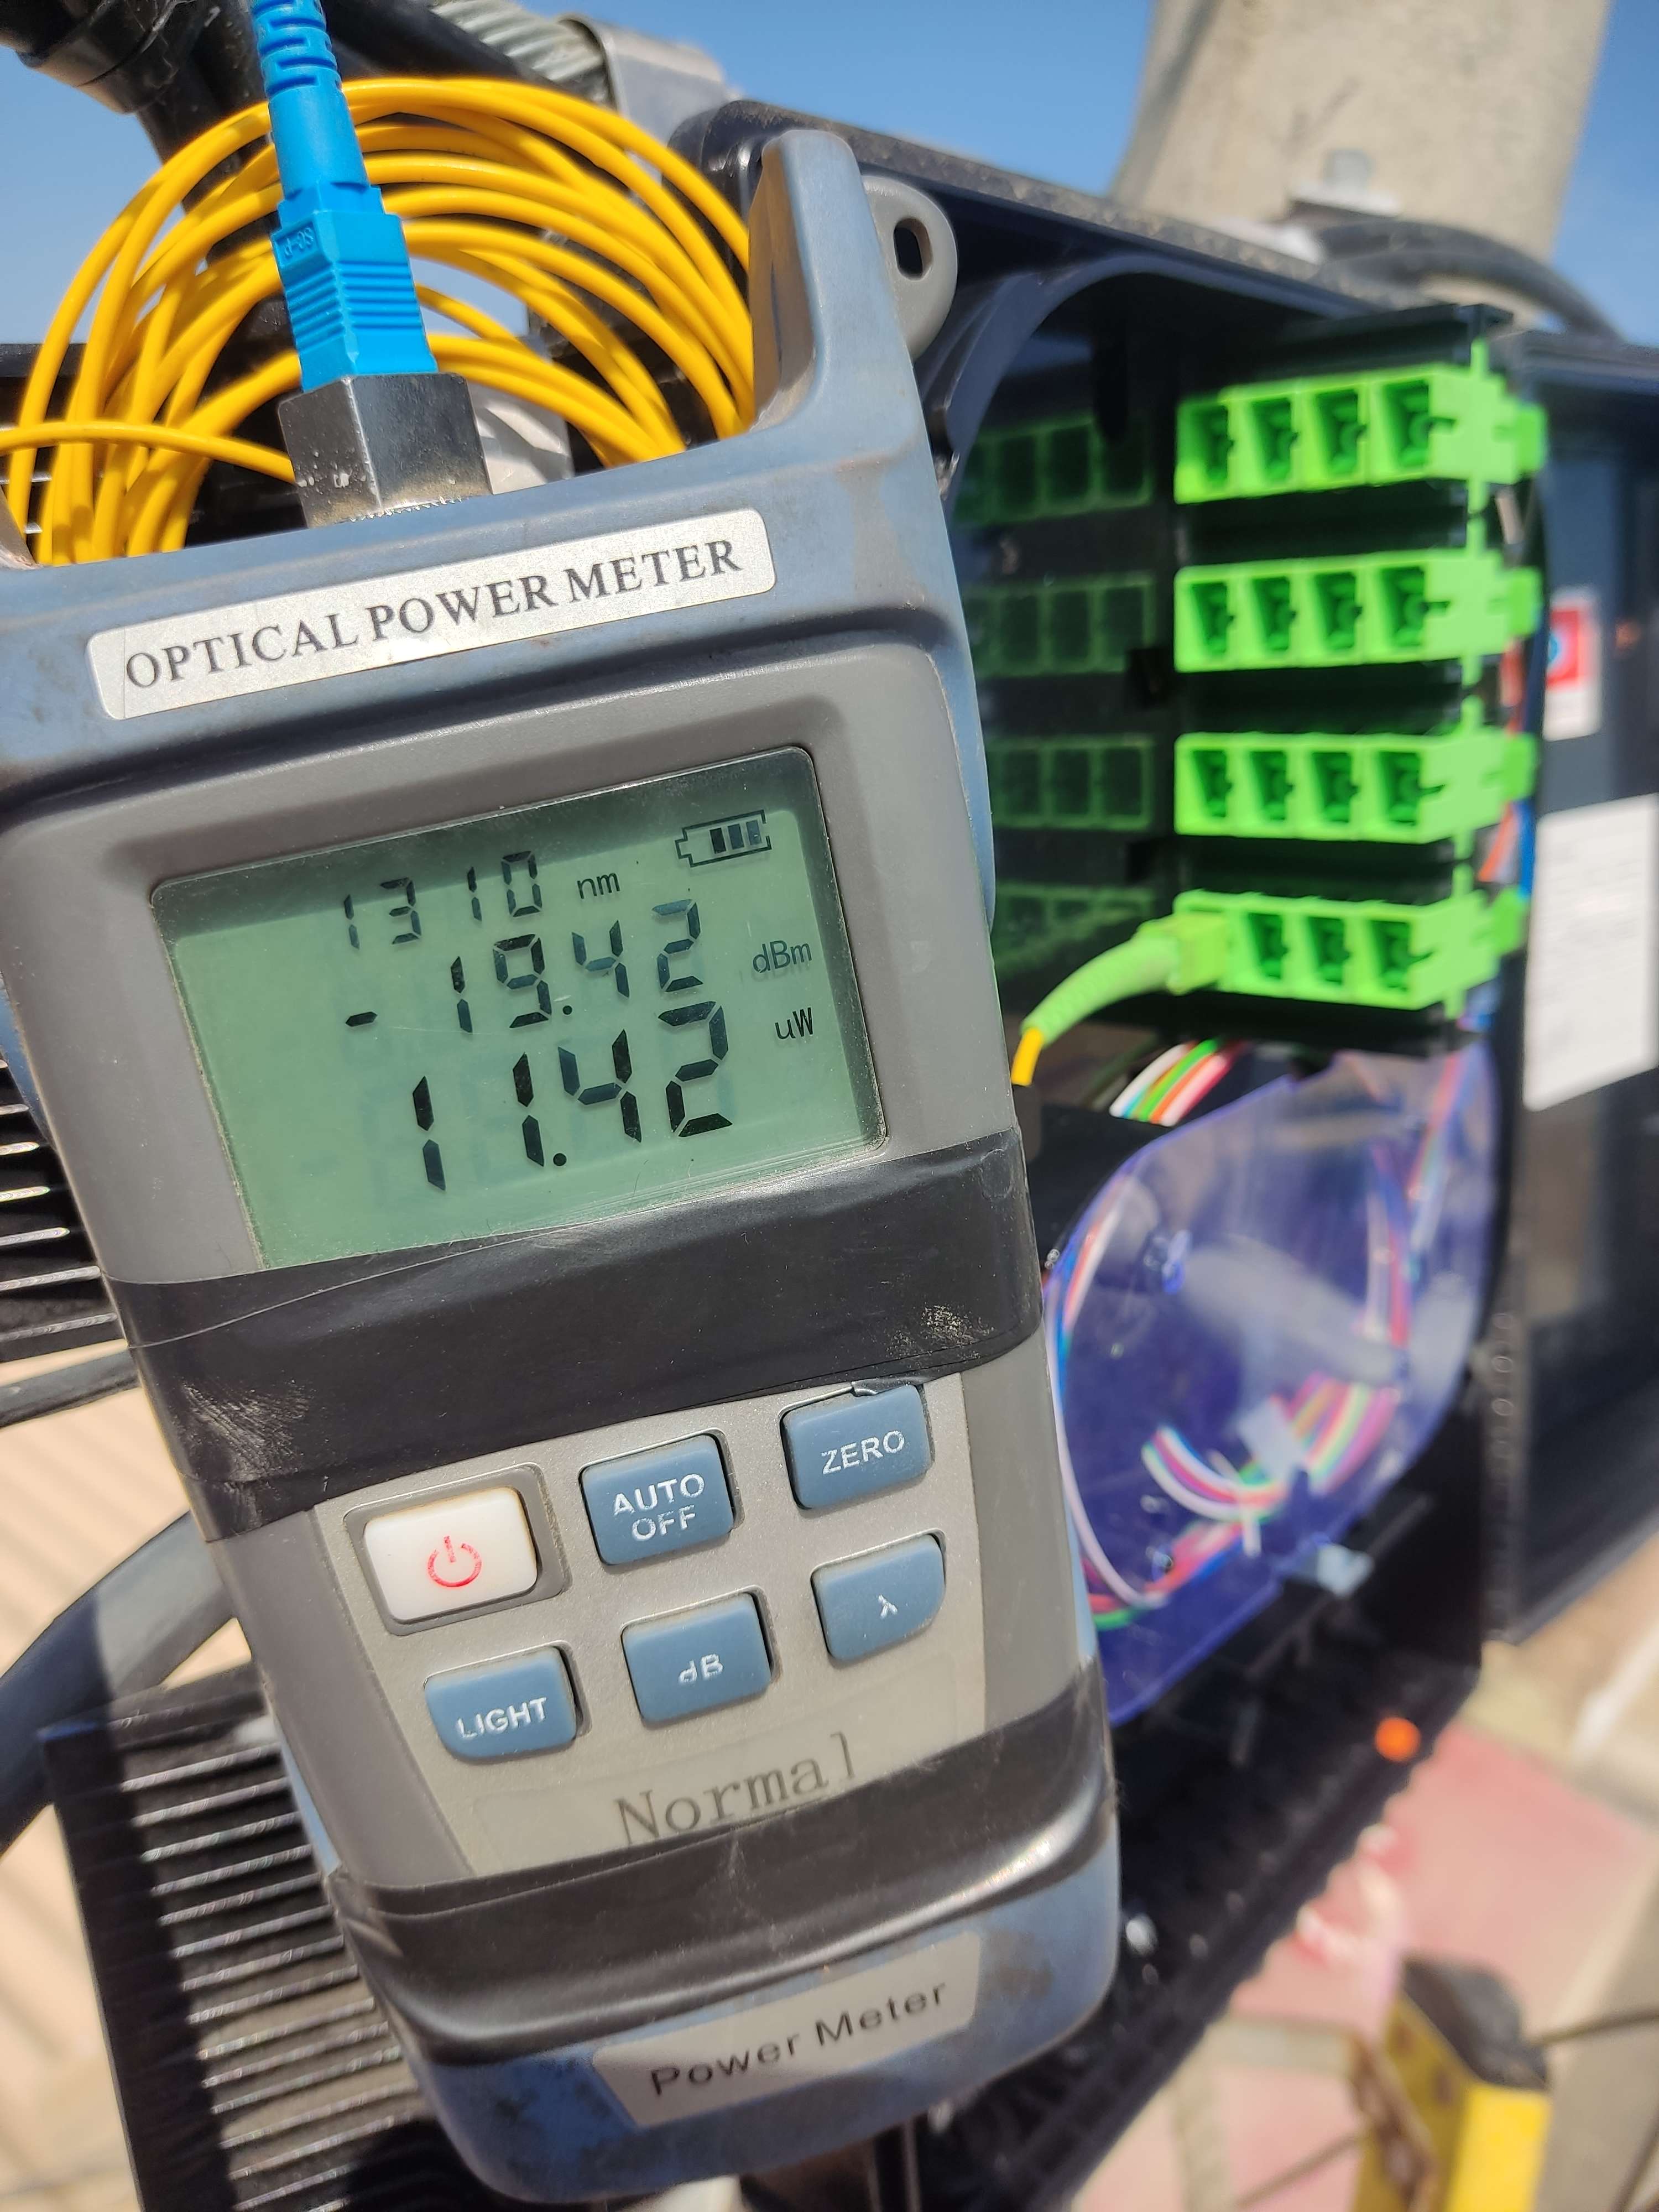 OPTICAL POWER METER
1310 nm
-19.42 dBm
11.42 uW
AUTO OFF
ZERO
LIGHT
dB
λ
Normal
Power Meter